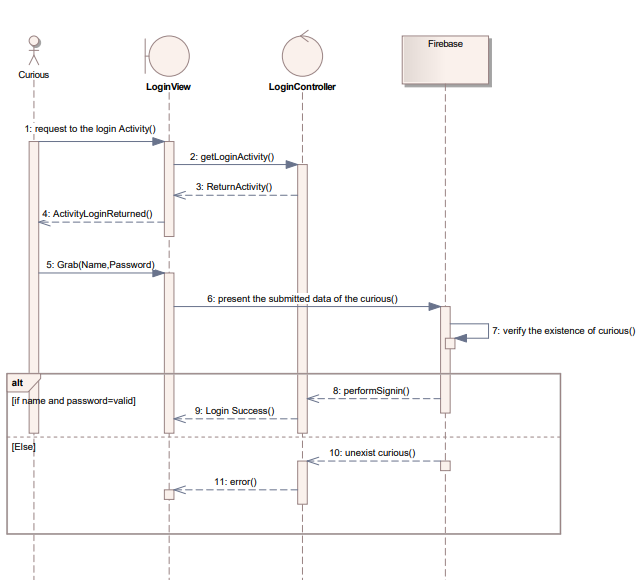 Firebase
Curious
LoginView
LoginController
1: request to the login Activity()
2: getLoginActivity()
3: ReturnActivity()
4: ActivityLoginReturned()
5: Grab(Name,Password)
6: present the submitted data of the curious()
7: verify the existence of curious()
alt
8: performSignin()
[if name and password=valid]
9: Login Success()
[Else]
10: unexist curious()
11: error()